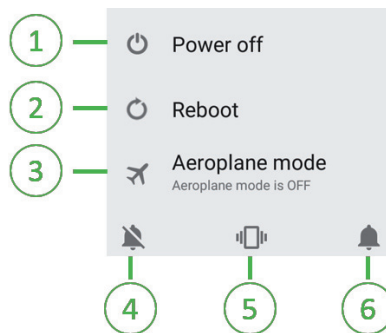 1 Power off
2 Reboot
3 Aeroplane mode
Aeroplane mode is OFF
4 5 6